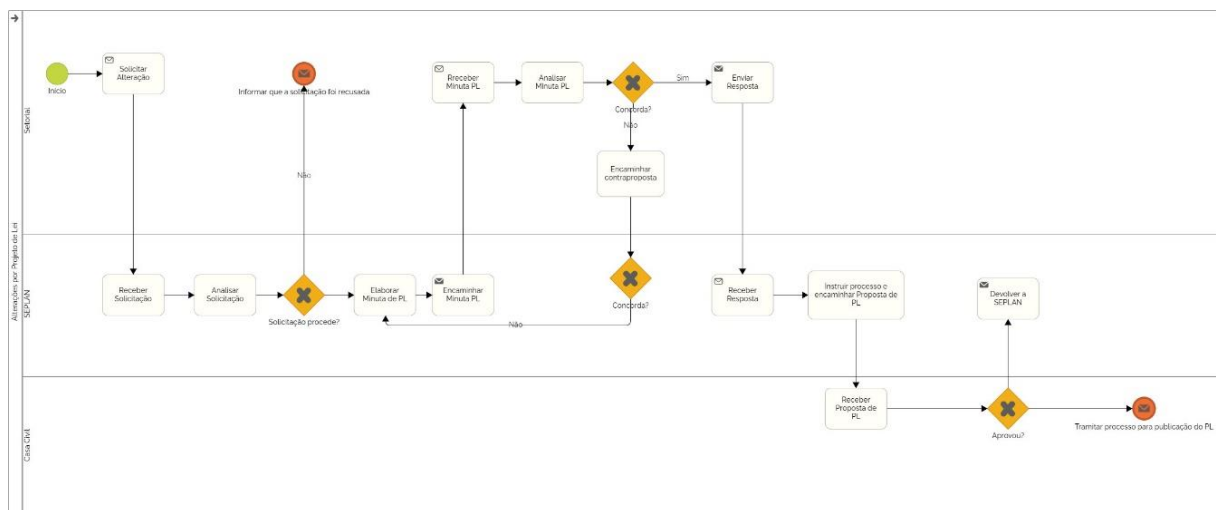 Alterações por Projeto de Lei
Setorial
Início
Solicitar
Alteração
Informar que a solicitação foi recusada
Não
Rreceber
Minuta PL
Analisar
Minuta PL
Concorda?
Sim
Não
Enviar
Resposta
Encaminhar
contraproposta
SEPLAN
Receber
Solicitação
Analisar
Solicitação
Solicitação procede?
Elaborar
Minuta de PL
Encaminhar
Minuta PL
Concorda?
Não
Receber
Resposta
Instruir processo e
encaminhar Proposta de
PL
Devolver a
SEPLAN
Casa Civil
Receber
Proposta de
PL
Aprovou?
Tramitar processo para publicação do PL